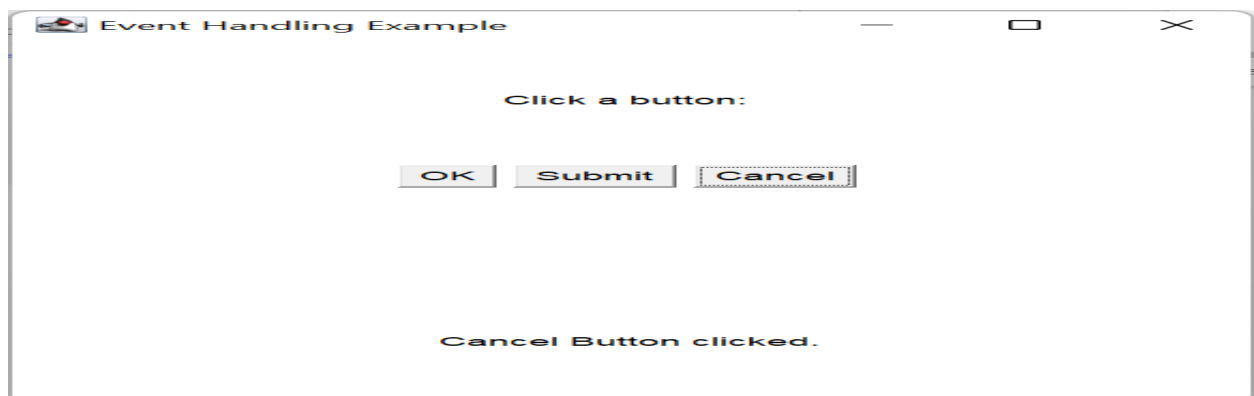 Event Handling Example
Click a button:
OK Submit Cancel
Cancel Button clicked.